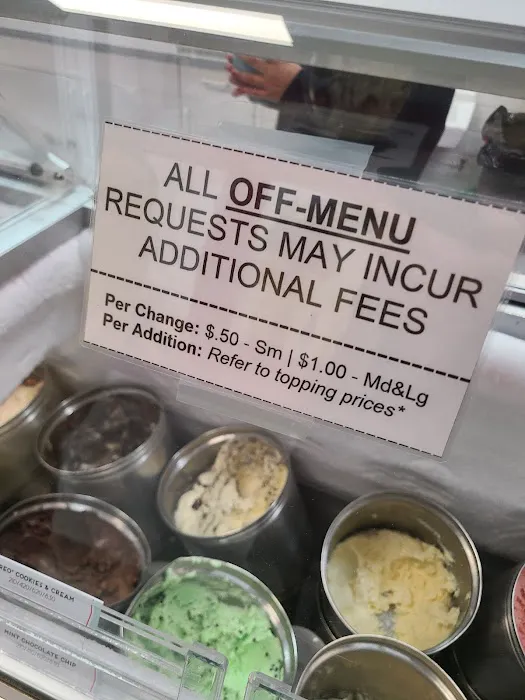 ALL OFF-MENU
REQUESTS MAY INCUR
ADDITIONAL FEES
Per Change: $.50 - Sm | $1.00 - Md&Lg
Per Addition: Refer to topping prices*
COOKIES & CREAM
MINT CHOCOLATE CHIP